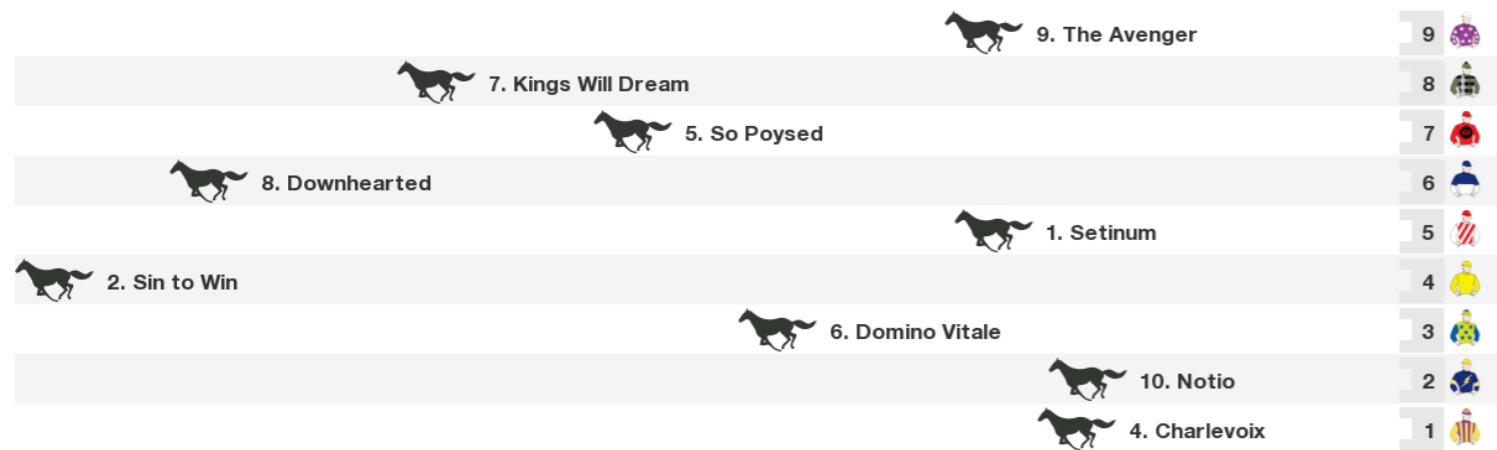 9. The Avenger 9
7. Kings Will Dream 8
5. So Poysed 7
8. Downhearted 6
1. Setinum 5
2. Sin to Win 4
6. Domino Vitale 3
10. Notio 2
4. Charlevoix 1